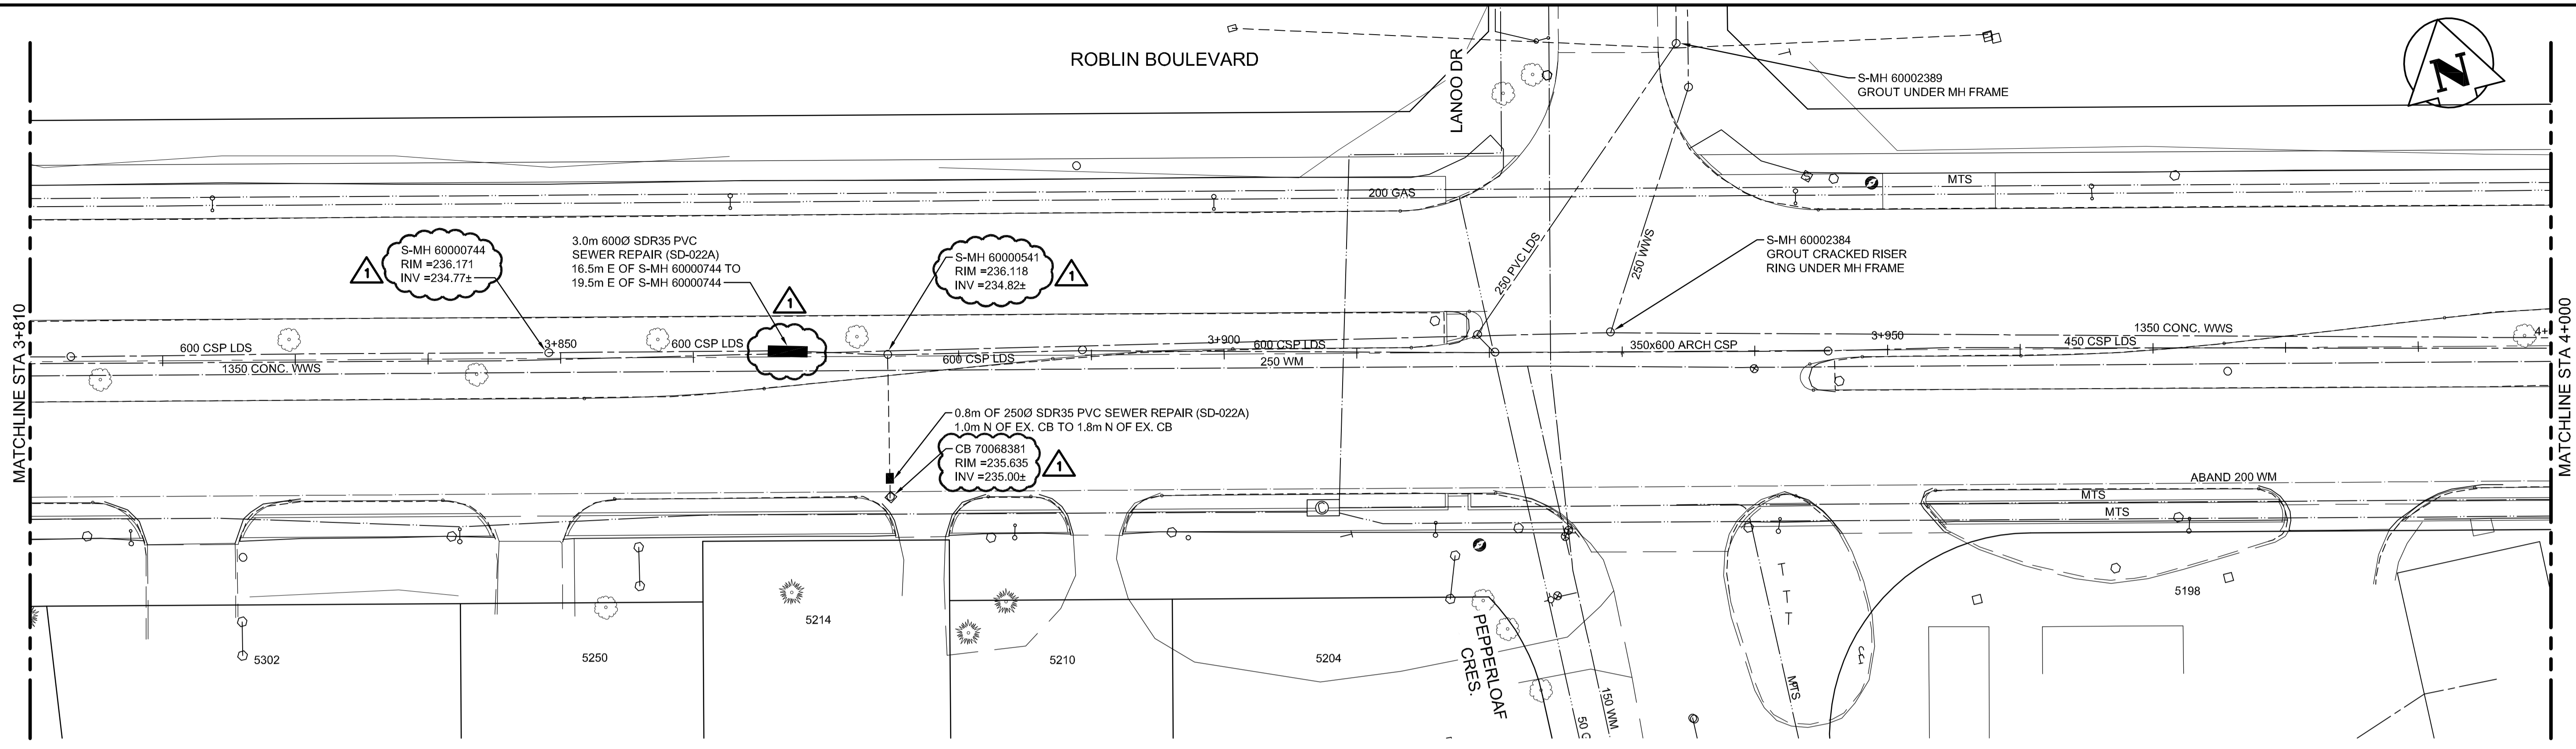 ROBLIN BOULEVARD
LANOO DR
N
S-MH 60002389
GROUT UNDER MH FRAME
MTS
200 GAS
S-MH 60000744
RIM =236.171
INV =234.77±
1
3.0m 600Ø SDR35 PVC
SEWER REPAIR (SD-022A)
16.5m E OF S-MH 60000744 TO
19.5m E OF S-MH 60000744
1
S-MH 60000541
RIM =236.118
INV =234.82±
1
250 PVC LDS
250 WWS
S-MH 60002384
GROUT CRACKED RISER
RING UNDER MH FRAME
MATCHLINE STA 3+810
MATCHLINE STA 4+000
600 CSP LDS
3+850
600 CSP LDS
600 CSP LDS
3+900
600 CSP LDS
350x600 ARCH CSP
3+950
1350 CONC. WWS
450 CSP LDS
4+
1350 CONC. WWS
250 WM
0.8m OF 250Ø SDR35 PVC SEWER REPAIR (SD-022A)
1.0m N OF EX. CB TO 1.8m N OF EX. CB
CB 70068381
RIM =235.635
INV =235.00±
1
ABAND 200 WM
MTS
MTS
5302
5250
5214
5210
5204
PEPPERLOAF
CRES.
50 G
150 WM
T
T
T
MTS
5198